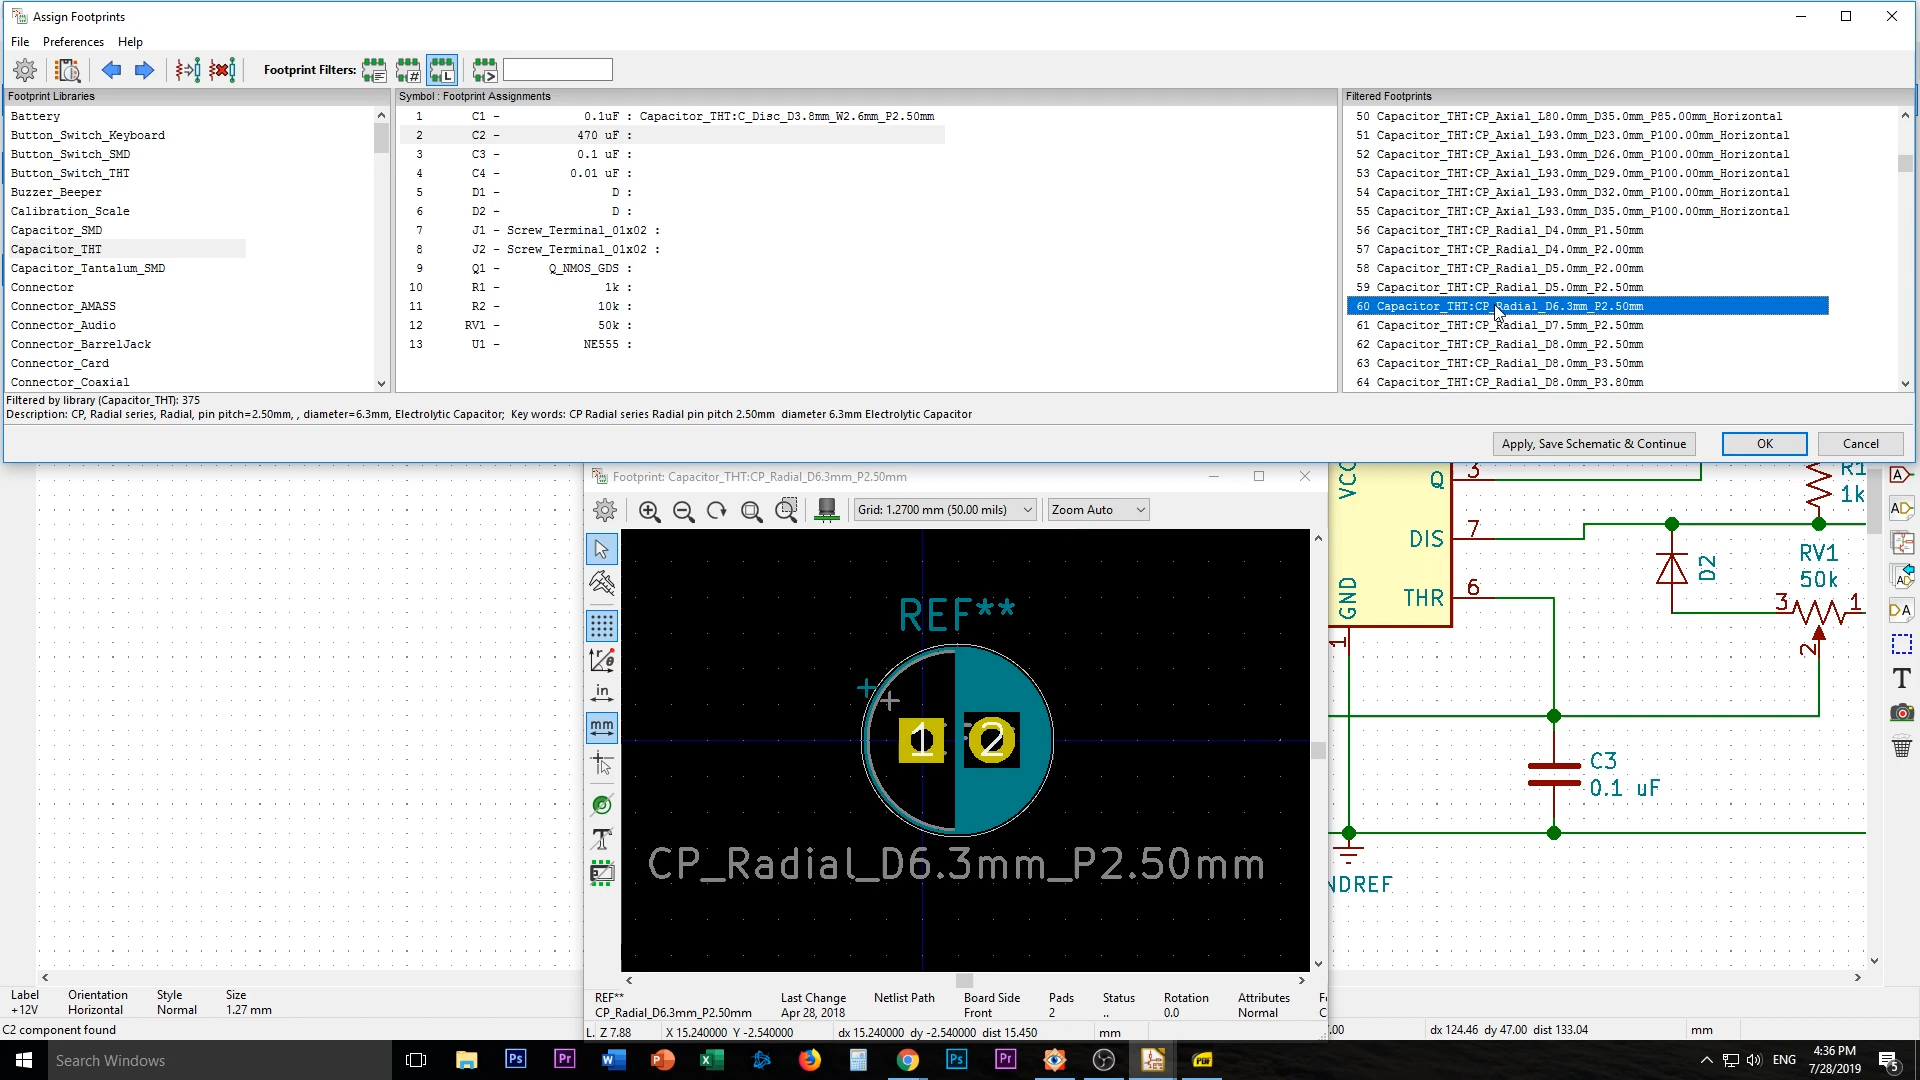 Assign Footprints
File Preferences Help
Footprint Filters:
Footprint Libraries
Battery
Button_Switch_Keyboard
Button_Switch_SMD
Button_Switch_THT
Buzzer_Beeper
Calibration_Scale
Capacitor_SMD
Capacitor_THT
Capacitor_Tantalum_SMD
Connector
Connector_AMASS
Connector_Audio
Connector_BarrelJack
Connector_Card
Connector_Coaxial
Symbol : Footprint Assignments
1 C1 - 0.1uF : Capacitor_THT:C_Disc_D3.8mm_W2.6mm_P2.50mm
2 C2 - 470 uF :
3 C3 - 0.1 uF :
4 C4 - 0.01 uF :
5 D1 - D :
6 D2 - D :
7 J1 - Screw_Terminal_01x02 :
8 J2 - Screw_Terminal_01x02 :
9 Q1 - Q_NMOS_GDS :
10 R1 - 1k :
11 R2 - 10k :
12 RV1 - 50k :
13 U1 - NE555 :
Filtered Footprints
50 Capacitor_THT:CP_Axial_L80.0mm_D35.0mm_P85.00mm_Horizontal
51 Capacitor_THT:CP_Axial_L93.0mm_D23.0mm_P100.00mm_Horizontal
52 Capacitor_THT:CP_Axial_L93.0mm_D26.0mm_P100.00mm_Horizontal
53 Capacitor_THT:CP_Axial_L93.0mm_D29.0mm_P100.00mm_Horizontal
54 Capacitor_THT:CP_Axial_L93.0mm_D32.0mm_P100.00mm_Horizontal
55 Capacitor_THT:CP_Axial_L93.0mm_D35.0mm_P100.00mm_Horizontal
56 Capacitor_THT:CP_Radial_D4.0mm_P1.50mm
57 Capacitor_THT:CP_Radial_D4.0mm_P2.00mm
58 Capacitor_THT:CP_Radial_D5.0mm_P2.00mm
59 Capacitor_THT:CP_Radial_D5.0mm_P2.50mm
60 Capacitor_THT:CP_Radial_D6.3mm_P2.50mm
61 Capacitor_THT:CP_Radial_D7.5mm_P2.50mm
62 Capacitor_THT:CP_Radial_D8.0mm_P2.50mm
63 Capacitor_THT:CP_Radial_D8.0mm_P3.50mm
64 Capacitor_THT:CP_Radial_D8.0mm_P3.80mm
Filtered by library (Capacitor_THT): 375
Description: CP, Radial series, Radial, pin pitch=2.50mm, , diameter=6.3mm, Electrolytic Capacitor; Key words: CP Radial series Radial pin pitch 2.50mm diameter 6.3mm Electrolytic Capacitor
Apply, Save Schematic & Continue OK Cancel
Footprint: Capacitor_THT:CP_Radial_D6.3mm_P2.50mm
Grid: 1.2700 mm (50.00 mils) Zoom Auto
in
mm
REF**
1 2
CP_Radial_D6.3mm_P2.50mm
REF** Last Change Netlist Path Board Side Pads Status Rotation Attributes
CP_Radial_D6.3mm_P2.50mm Apr 28, 2018 Front 2 .. 0.0 Normal
Z 7.88 X 15.240000 Y -2.540000 dx 15.240000 dy -2.540000 dist 15.450 mm
VCC
Q 3
DIS 7
THR 6
GND
1
R1
1k
D2
RV1
50k
3 1
2
C3
0.1 uF
NDREF
Label Orientation Style Size
+12V Horizontal Normal 1.27 mm
C2 component found
.00 dx 124.46 dy 47.00 dist 133.04 mm
Search Windows
ENG
4:36 PM
7/28/2019
5